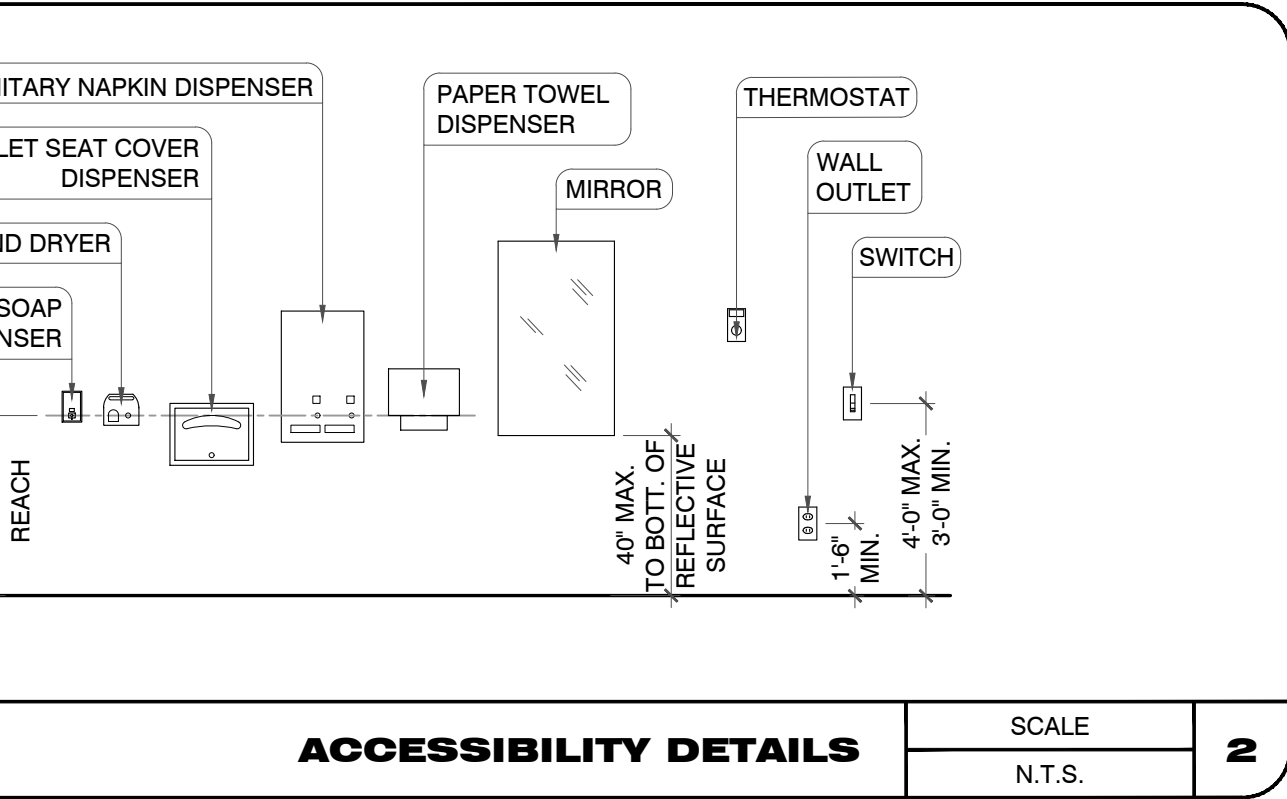 ITARY NAPKIN DISPENSER
LET SEAT COVER
DISPENSER
ND DRYER
SOAP
NSER
PAPER TOWEL
DISPENSER
MIRROR
THERMOSTAT
WALL
OUTLET
SWITCH
REACH
40" MAX.
TO BOTT. OF
REFLECTIVE
SURFACE
1'-6"
MIN.
4'-0" MAX.
3'-0" MIN.
ACCESSIBILITY DETAILS
SCALE
N.T.S.
2